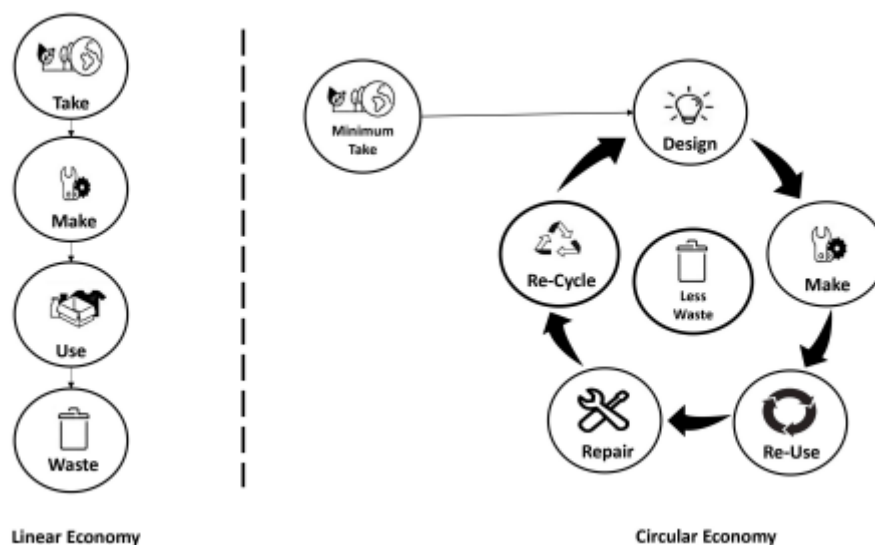 Take
Make
Use
Waste
Linear Economy
Minimum
Take
Design
Make
Re-Use
Repair
Re-Cycle
Less
Waste
Circular Economy